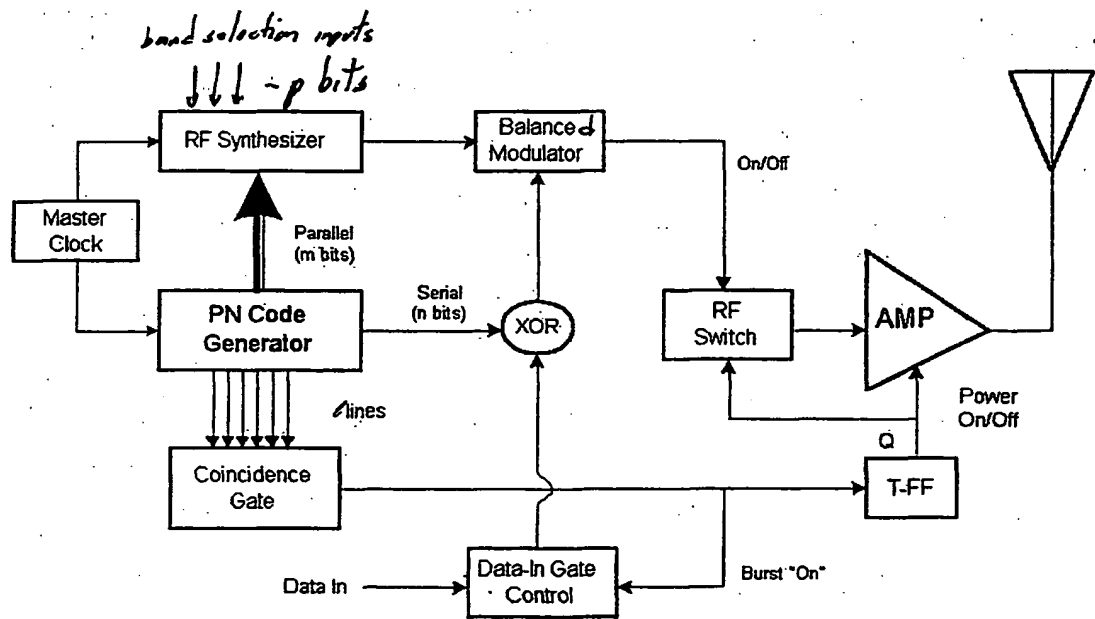 band selection inputs
~p bits
RF Synthesizer
Balanced
Modulator
On/Off
Master
Clock
Parallel
(m bits)
PN Code
Generator
Serial
(n bits)
XOR
RF
Switch
AMP
Power
On/Off
Q
T-FF
llines
Coincidence
Gate
Data In
Data-In Gate
Control
Burst "On"